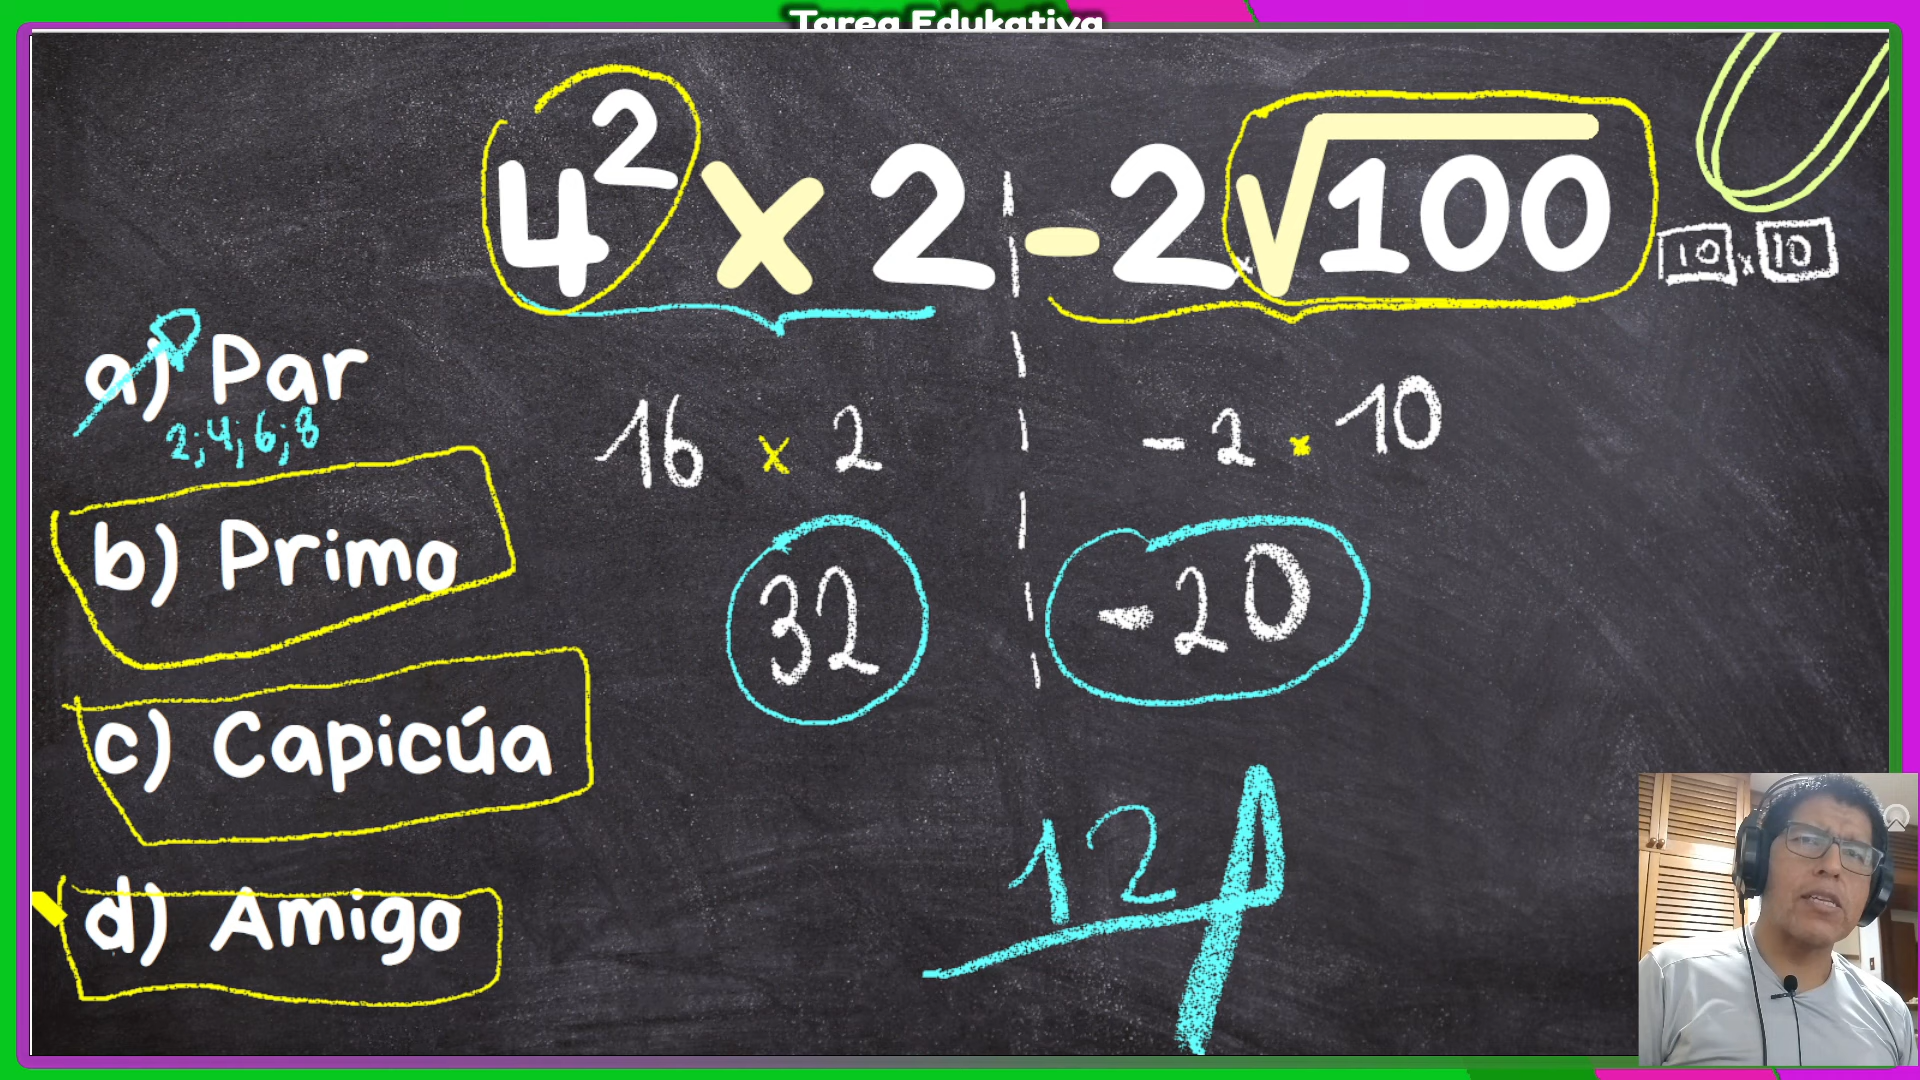 Tarea Edukativa
4² x 2 - 2√100
10 x 10
a) Par
2; 4; 6; 8
b) Primo
c) Capicúa
d) Amigo
16 x 2
- 2 x 10
32
-20
12